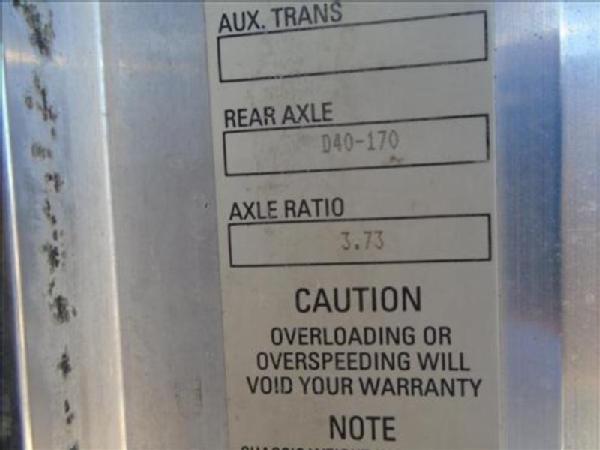 AUX. TRANS
REAR AXLE
D40-170
AXLE RATIO
3.73
CAUTION
OVERLOADING OR
OVERSPEEDING WILL
VOID YOUR WARRANTY
NOTE